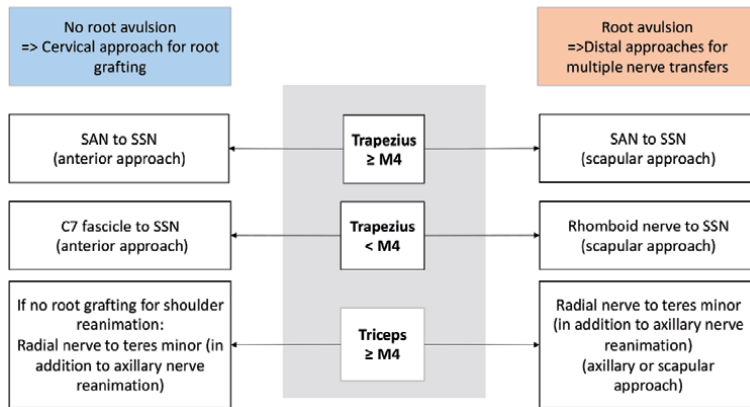 No root avulsion
=> Cervical approach for root
grafting
Root avulsion
=>Distal approaches for
multiple nerve transfers
SAN to SSN
(anterior approach)
Trapezius
≥ M4
SAN to SSN
(scapular approach)
C7 fascicle to SSN
(anterior approach)
Trapezius
< M4
Rhomboid nerve to SSN
(scapular approach)
If no root grafting for shoulder
reanimation:
Radial nerve to teres minor (in
addition to axillary nerve
reanimation)
Triceps
≥ M4
Radial nerve to teres minor
(in addition to axillary nerve
reanimation)
(axillary or scapular
approach)